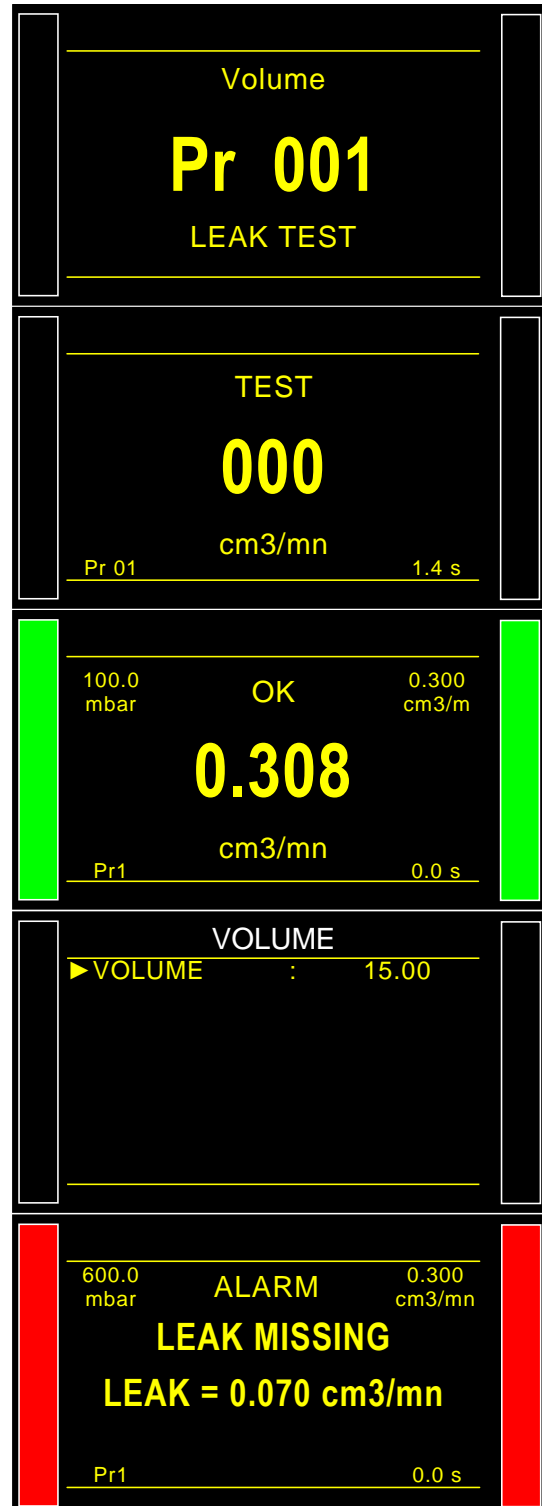 Volume
Pr 001
LEAK TEST
TEST
000
cm3/mn
Pr 01 1.4 s
100.0 OK 0.300
mbar cm3/m
0.308
cm3/mn
Pr1 0.0 s
VOLUME
►VOLUME : 15.00
600.0 ALARM 0.300
mbar cm3/mn
LEAK MISSING
LEAK = 0.070 cm3/mn
Pr1 0.0 s